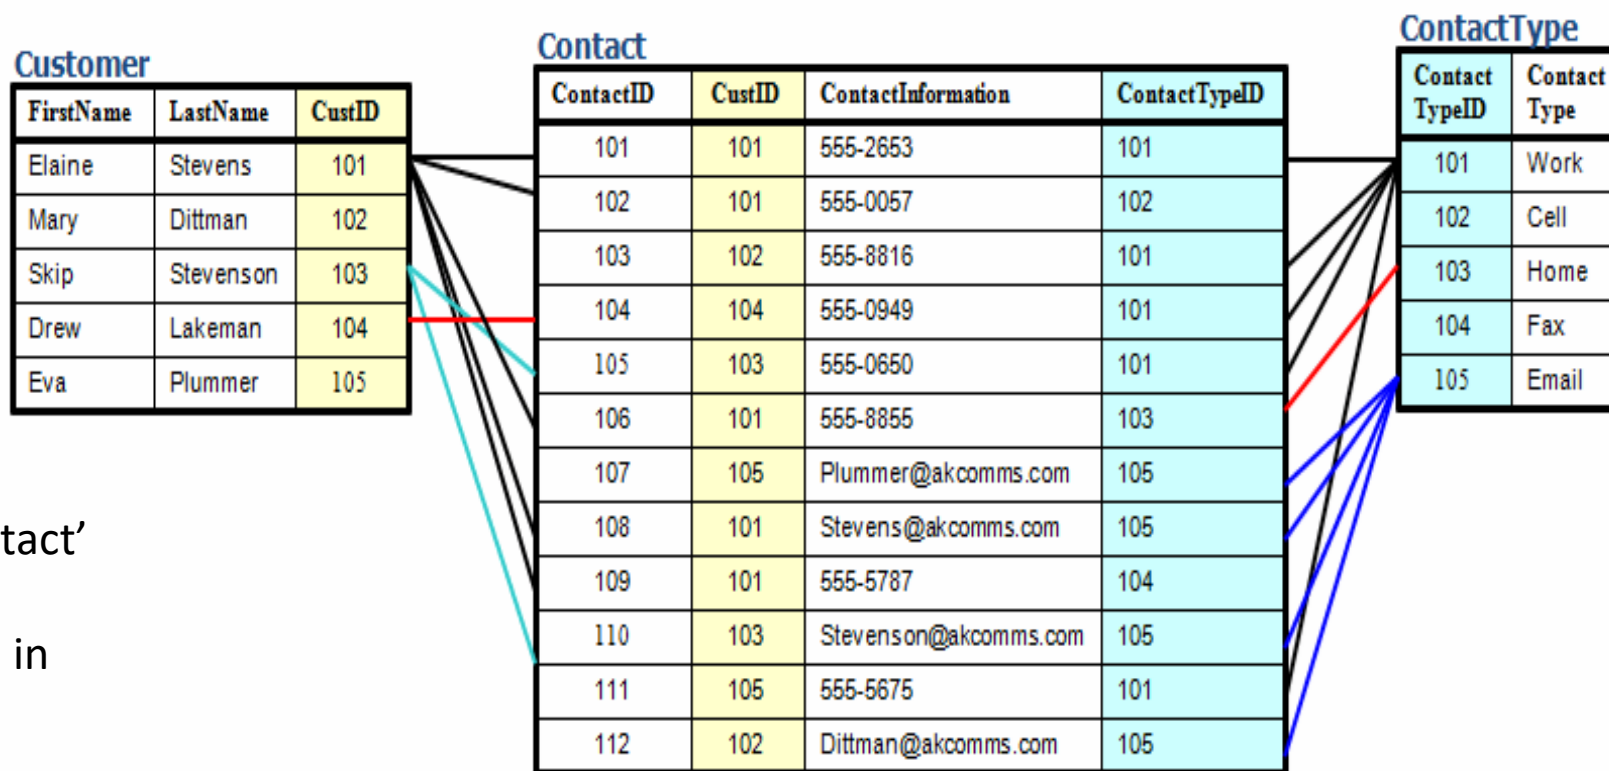 Customer
FirstName LastName CustID
Elaine Stevens 101
Mary Dittman 102
Skip Stevenson 103
Drew Lakeman 104
Eva Plummer 105
tact’
in
Contact
ContactID CustID ContactInformation ContactTypeID
101 101 555-2653 101
102 101 555-0057 102
103 102 555-8816 101
104 104 555-0949 101
105 103 555-0650 101
106 101 555-8855 103
107 105 Plummer@akcomms.com 105
108 101 Stevens@akcomms.com 105
109 101 555-5787 104
110 103 Stevenson@akcomms.com 105
111 105 555-5675 101
112 102 Dittman@akcomms.com 105
ContactType
Contact Contact
TypeID Type
101 Work
102 Cell
103 Home
104 Fax
105 Email